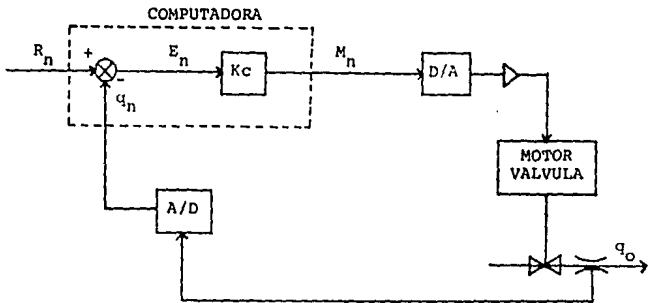 COMPUTADORA
R_n
+
-
E_n
Kc
M_n
D/A
q_n
MOTOR
VALVULA
A/D
q_o